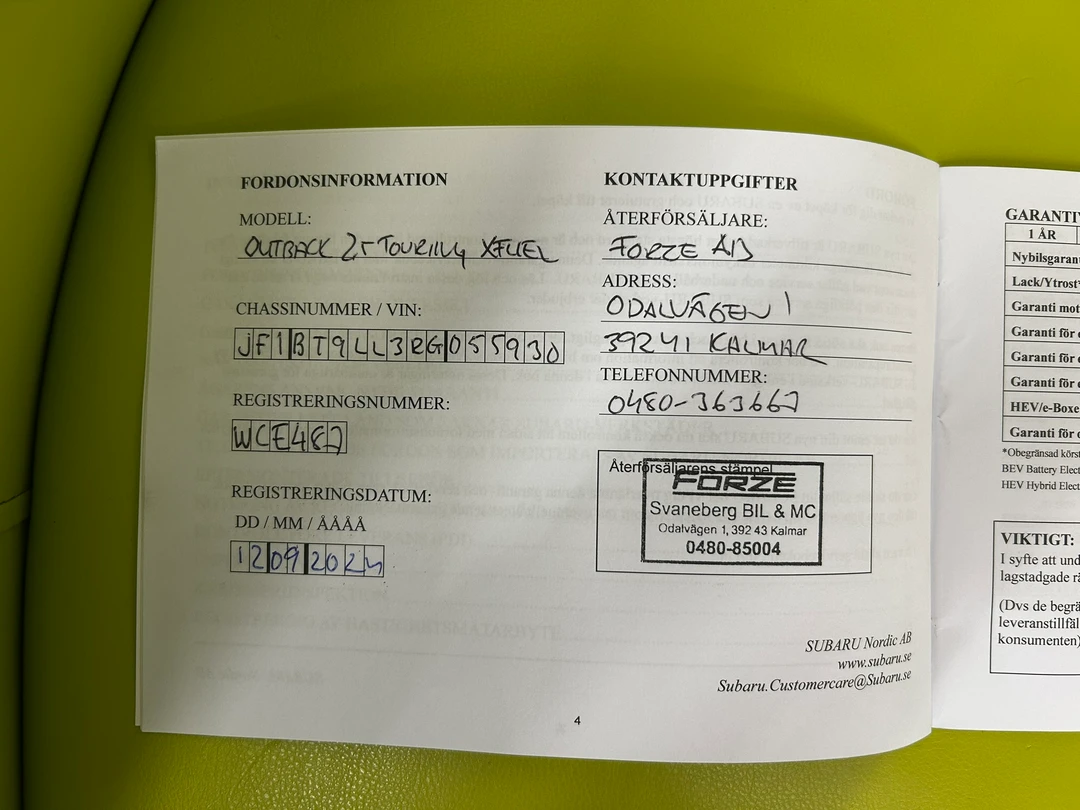 FORDONSINFORMATION
MODELL:
OUTBACK 2,5 TOURING XFUEL
CHASSINUMMER / VIN:
JF1BT9LL3RG055930
REGISTRERINGSNUMMER:
WCE487
REGISTRERINGSDATUM:
DD / MM / ÅÅÅÅ
12092024
KONTAKTUPPGIFTER
ÅTERFÖRSÄLJARE:
FORZE AB
ADRESS:
ODALVÄGEN 1
39241 KALMAR
TELEFONNUMMER:
0480-363667
Återförsäljarens stämpel
FORZE
Svaneberg BIL & MC
Odalvägen 1, 392 43 Kalmar
0480-85004
SUBARU Nordic AB
www.subaru.se
Subaru.Customercare@Subaru.se
4
GARANTI
1 ÅR
Nybilsgaran
Lack/Ytrost
Garanti mot
Garanti för
Garanti för
Garanti för
HEV/e-Boxe
Garanti för
*Obegränsad körst
BEV Battery Elect
HEV Hybrid Elect
VIKTIGT:
I syfte att und
lagstadgade rä
(Dvs de begrä
leveranstillfäl
konsumenten)